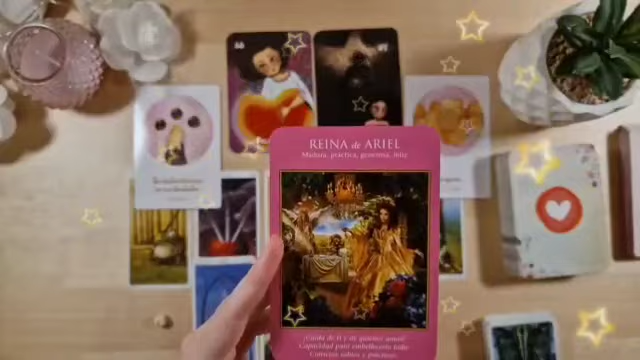 REINA de ARIEL
Madura, práctica, generosa, feliz
¡Cuida de ti y de quienes amas!
Capacidad para embellecerlo todo.
Consejos sabios y prácticos.